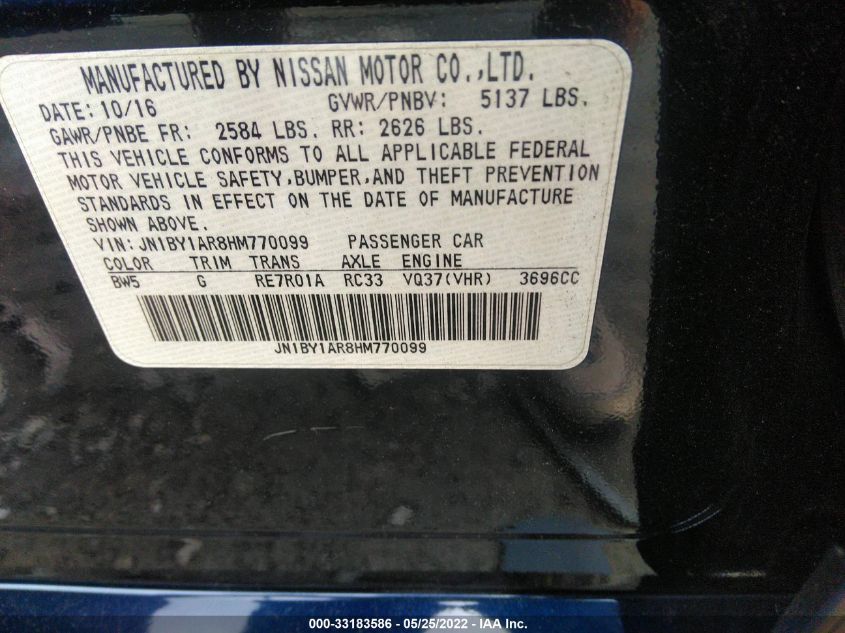 MANUFACTURED BY NISSAN MOTOR CO.,LTD.
DATE: 10/16 GVWR/PNBV: 5137 LBS.
GAWR/PNBE FR: 2584 LBS. RR: 2626 LBS.
THIS VEHICLE CONFORMS TO ALL APPLICABLE FEDERAL
MOTOR VEHICLE SAFETY,BUMPER,AND THEFT PREVENTION
STANDARDS IN EFFECT ON THE DATE OF MANUFACTURE
SHOWN ABOVE.
VIN: JN1BY1AR8HM770099 PASSENGER CAR
COLOR TRIM TRANS AXLE ENGINE
BW5 G RE7R01A RC33 VQ37(VHR) 3696CC
JN1BY1AR8HM770099
000-33183586 - 05/25/2022 - IAA Inc.